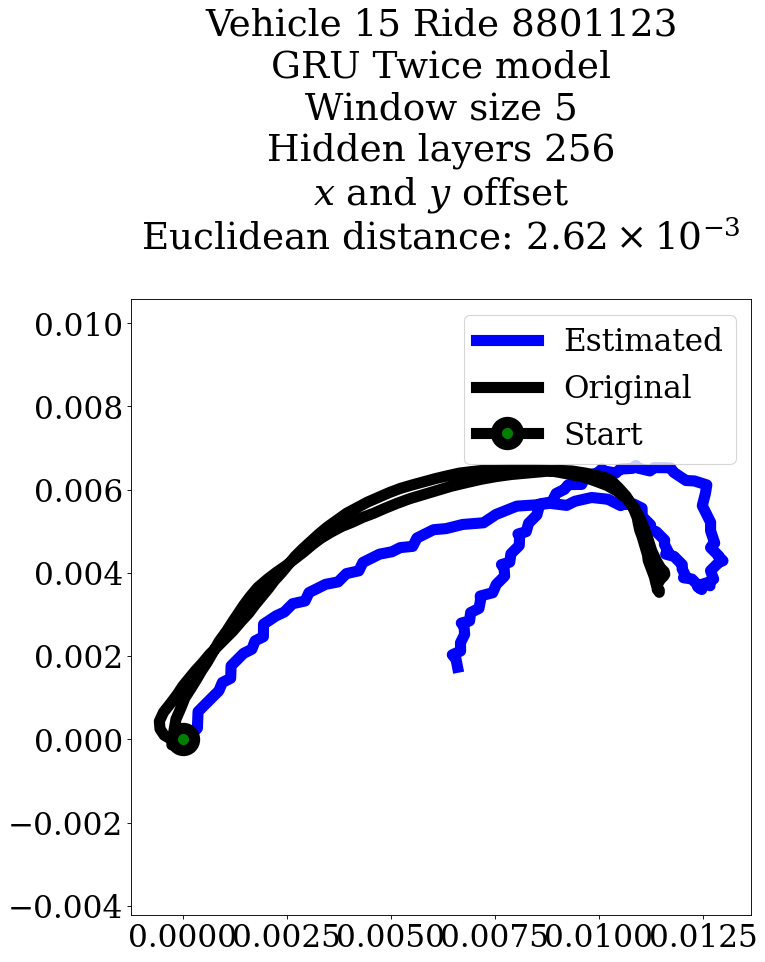 Vehicle 15 Ride 8801123
GRU Twice model
Window size 5
Hidden layers 256
x and y offset
Euclidean distance: 2.62 × 10⁻³
Estimated
Original
Start
0.010
0.008
0.006
0.004
0.002
0.000
−0.002
−0.004
0.0000 0.0025 0.0050 0.0075 0.0100 0.0125